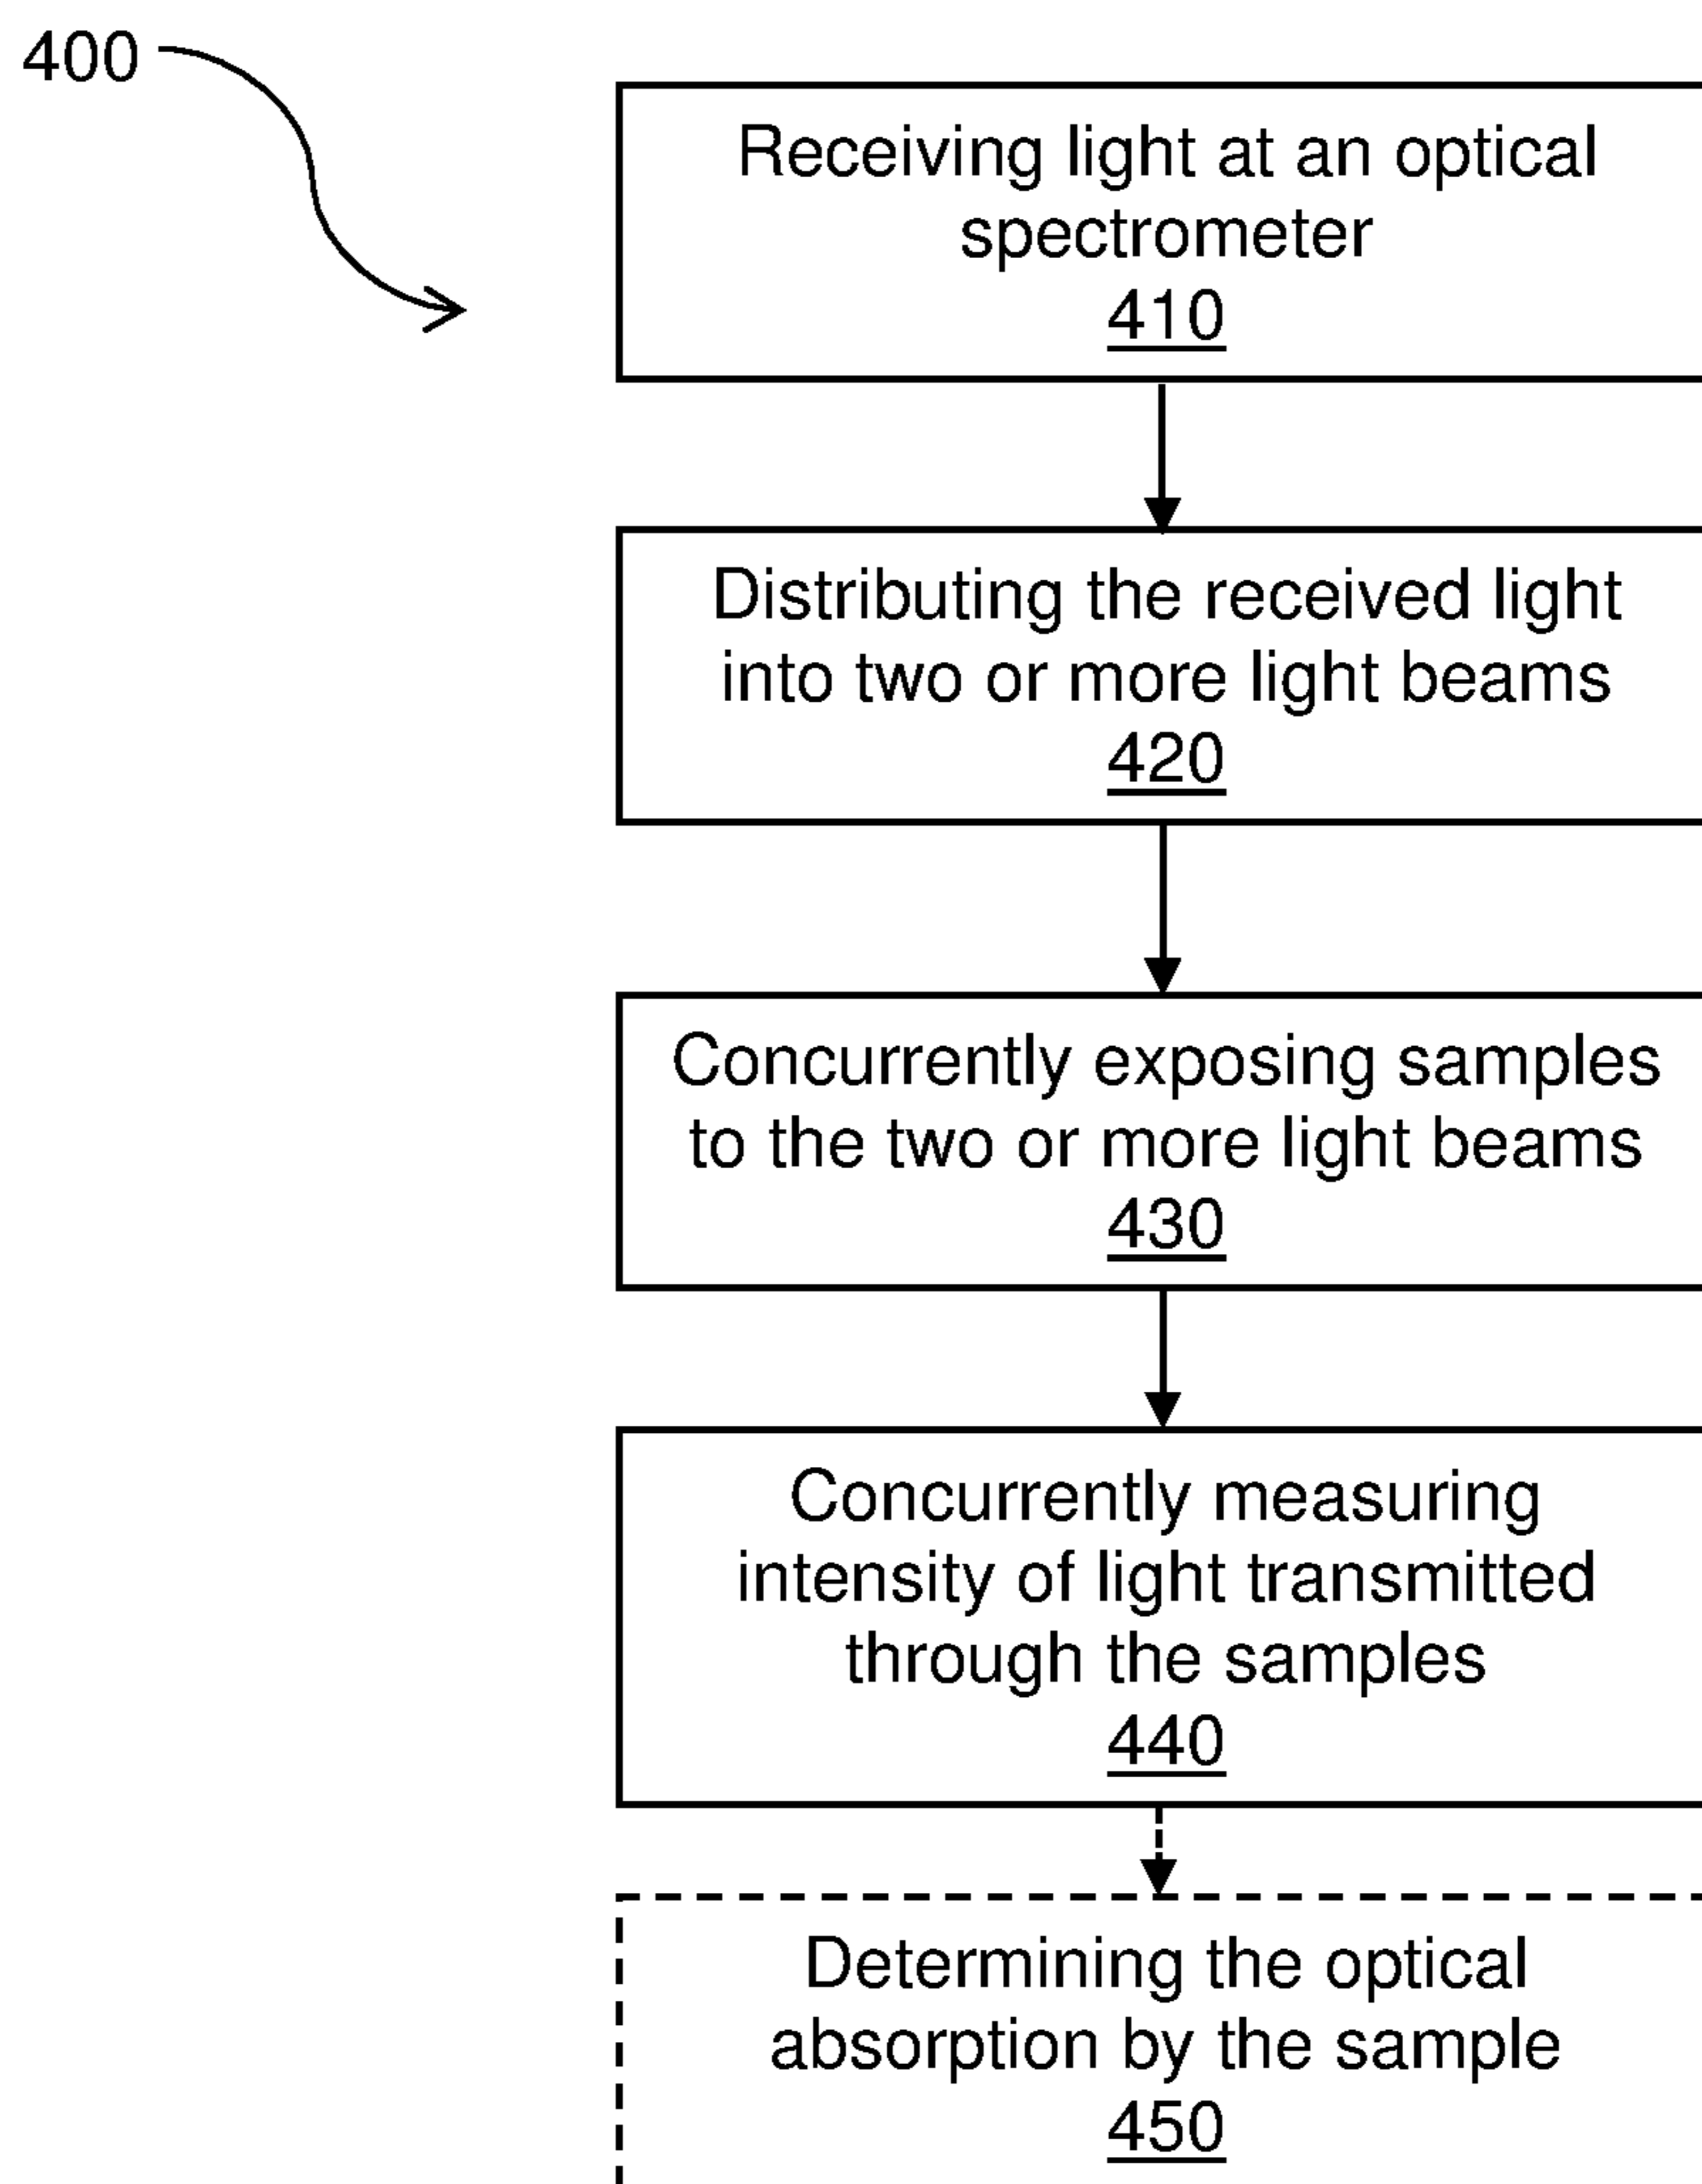 400
Receiving light at an optical
spectrometer
410
Distributing the received light
into two or more light beams
420
Concurrently exposing samples
to the two or more light beams
430
Concurrently measuring
intensity of light transmitted
through the samples
440
Determining the optical
absorption by the sample
450